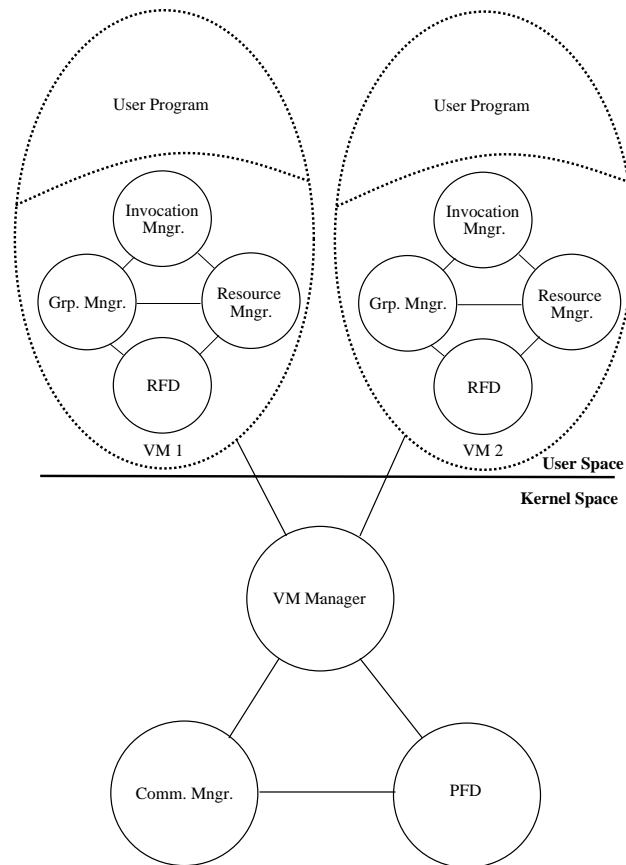 User Program
User Program
Invocation
Mngr.
Invocation
Mngr.
Grp. Mngr.
Resource
Mngr.
Grp. Mngr.
Resource
Mngr.
RFD
RFD
VM 1
VM 2
User Space
Kernel Space
VM Manager
Comm. Mngr.
PFD